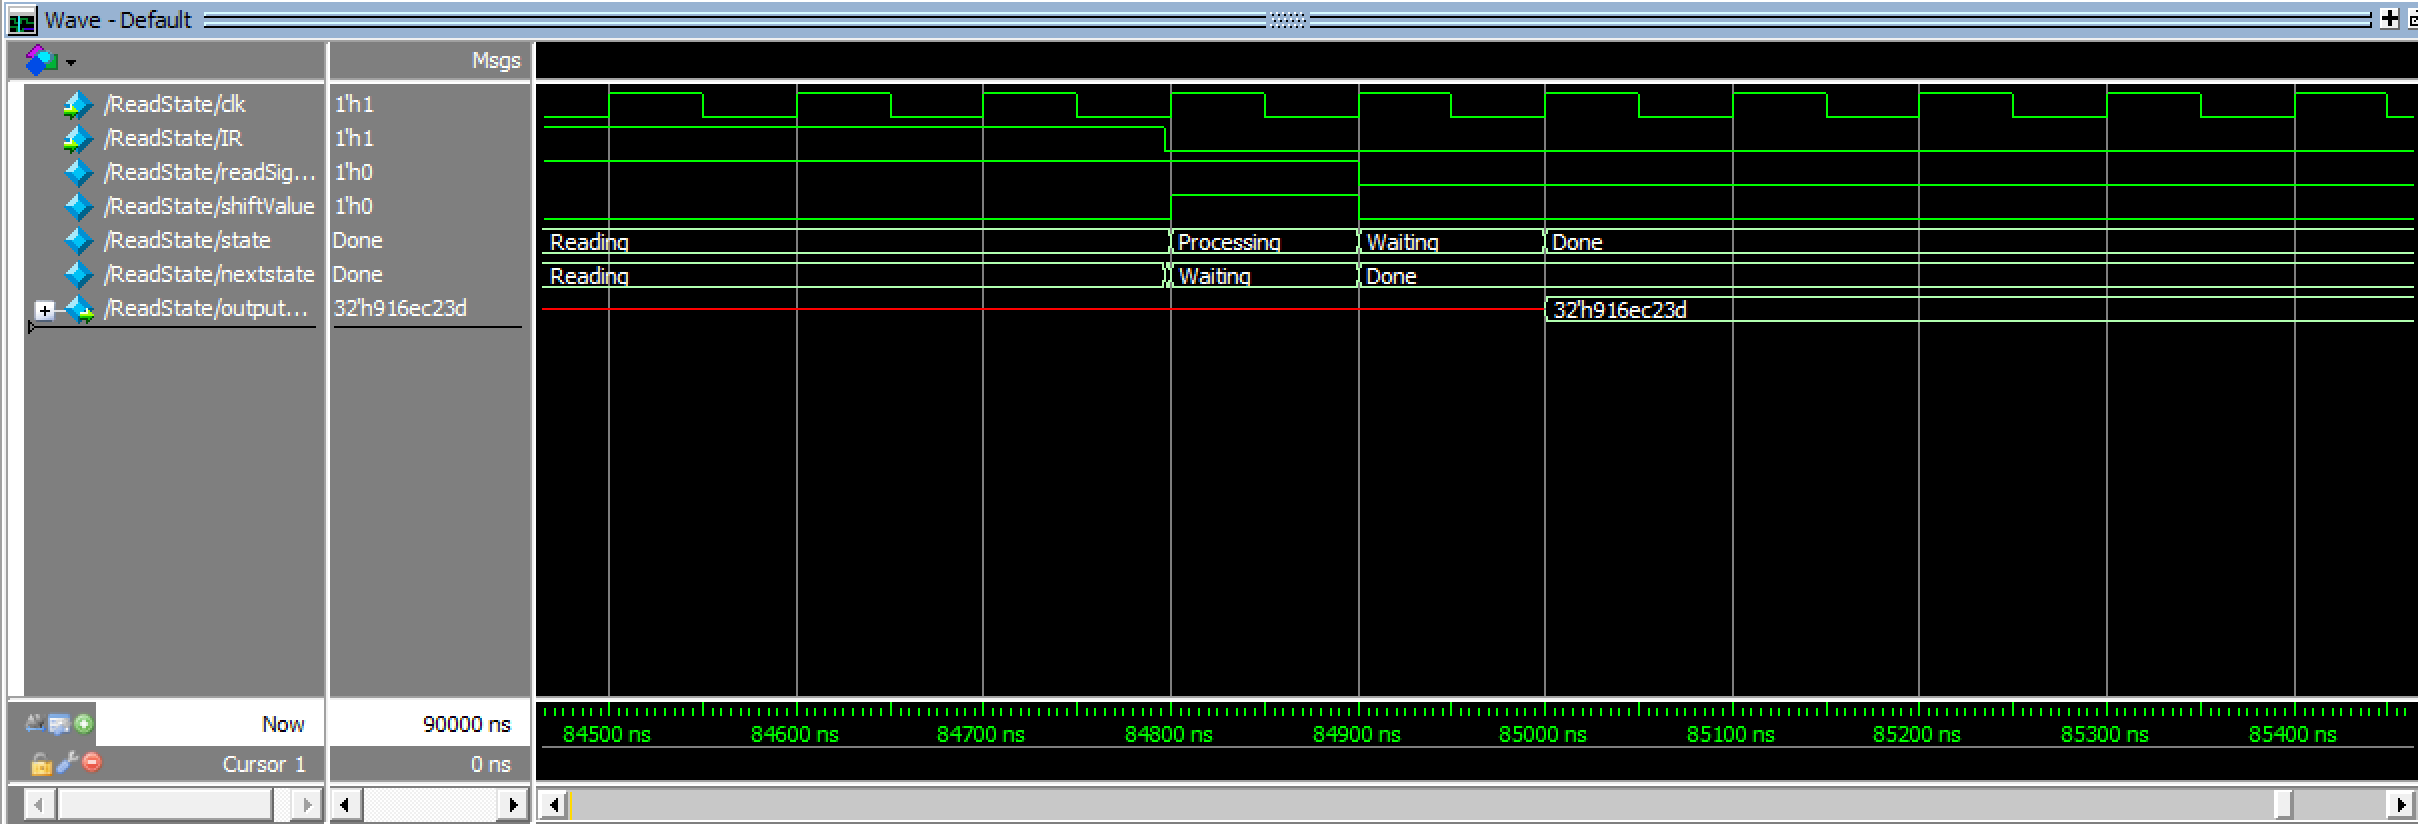 Wave - Default
Msgs
/ReadState/clk 1'h1
/ReadState/IR 1'h1
/ReadState/readSig... 1'h0
/ReadState/shiftValue 1'h0
/ReadState/state Done Reading Processing Waiting Done
/ReadState/nextstate Done Reading Waiting Done
/ReadState/output... 32'h916ec23d 32'h916ec23d
Now 90000 ns 84500 ns 84600 ns 84700 ns 84800 ns 84900 ns 85000 ns 85100 ns 85200 ns 85300 ns 85400 ns
Cursor 1 0 ns